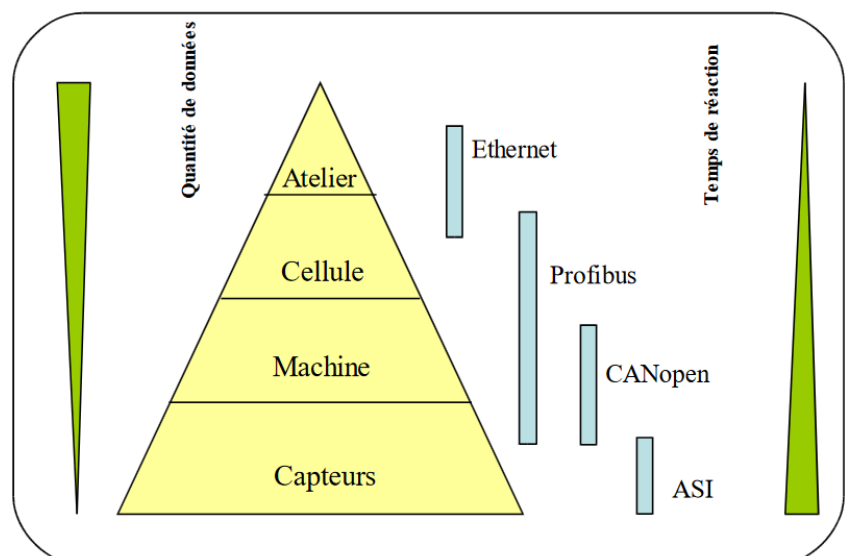 Quantité de données
Temps de réaction
Ethernet
Atelier
Cellule
Profibus
Machine
CANopen
Capteurs
ASI